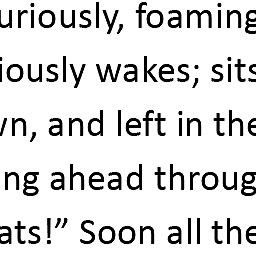 uriously, foaming
iously wakes; sits
wn, and left in the
ng ahead throug
ats!” Soon all the